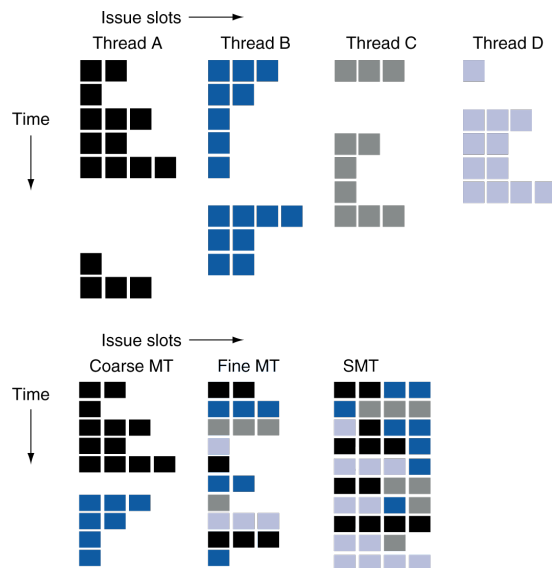 Issue slots
Thread A Thread B Thread C Thread D
Time
Issue slots
Coarse MT Fine MT SMT
Time